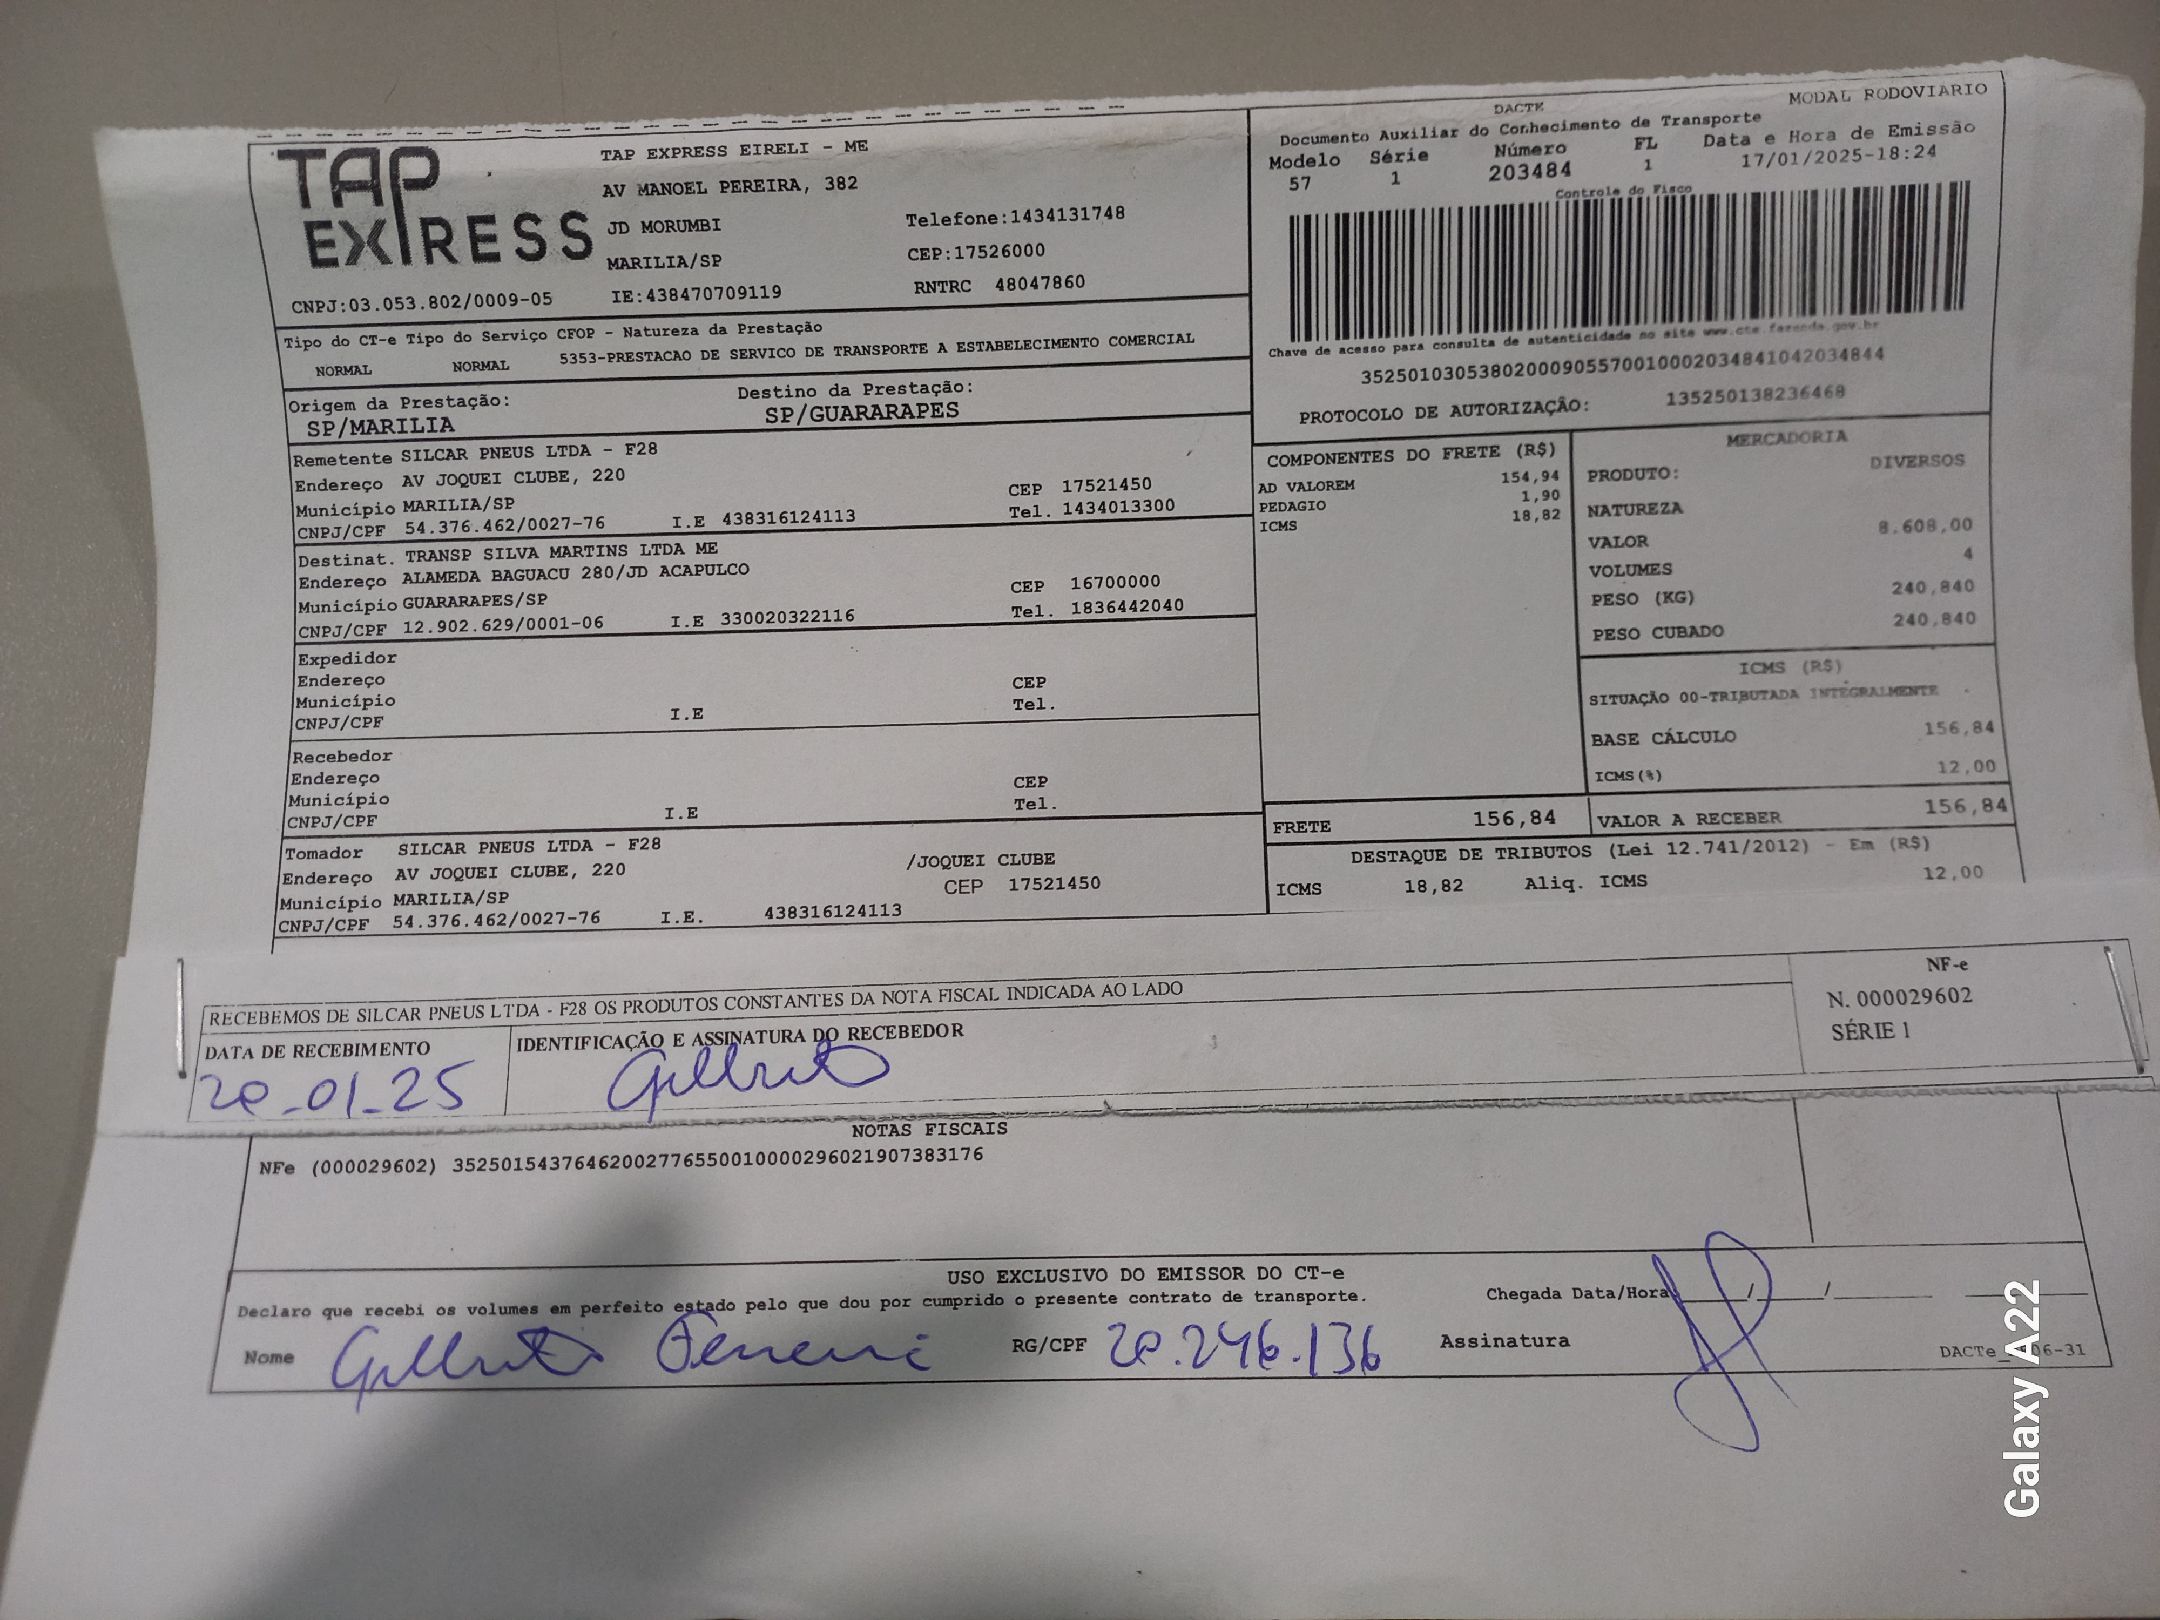 TAP EXPRESS
TAP EXPRESS EIRELI - ME
AV MANOEL PEREIRA, 382
JD MORUMBI Telefone:1434131748
MARILIA/SP CEP:17526000
CNPJ:03.053.802/0009-05 IE:438470709119 RNTRC 48047860
DACTE MODAL RODOVIARIO
Documento Auxiliar do Conhecimento de Transporte
Modelo Série Número FL Data e Hora de Emissão
57 1 203484 1 17/01/2025-18:24
Controle do Fisco
Chave de acesso para consulta de autenticidade no site www.cte.fazenda.gov.br
35250103053802000905570010002034841042034844
PROTOCOLO DE AUTORIZAÇÃO: 135250138236468
Tipo do CT-e Tipo do Serviço CFOP - Natureza da Prestação
NORMAL NORMAL 5353-PRESTACAO DE SERVICO DE TRANSPORTE A ESTABELECIMENTO COMERCIAL
Origem da Prestação: Destino da Prestação:
SP/MARILIA SP/GUARARAPES
Remetente SILCAR PNEUS LTDA - F28
Endereço AV JOQUEI CLUBE, 220
Município MARILIA/SP CEP 17521450
CNPJ/CPF 54.376.462/0027-76 I.E 438316124113 Tel. 1434013300
Destinat. TRANSP SILVA MARTINS LTDA ME
Endereço ALAMEDA BAGUACU 280/JD ACAPULCO
Município GUARARAPES/SP CEP 16700000
CNPJ/CPF 12.902.629/0001-06 I.E 330020322116 Tel. 1836442040
Expedidor
Endereço
Município CEP
CNPJ/CPF I.E Tel.
Recebedor
Endereço
Município CEP
CNPJ/CPF I.E Tel.
Tomador SILCAR PNEUS LTDA - F28
Endereço AV JOQUEI CLUBE, 220 /JOQUEI CLUBE
Município MARILIA/SP CEP 17521450
CNPJ/CPF 54.376.462/0027-76 I.E. 438316124113
COMPONENTES DO FRETE (R$)
AD VALOREM 154,94
PEDAGIO 1,90
ICMS 18,82
MERCADORIA
PRODUTO: DIVERSOS
NATUREZA
VALOR 8.608,00
VOLUMES 4
PESO (KG) 240,840
PESO CUBADO 240,840
ICMS (R$)
SITUAÇÃO 00-TRIBUTADA INTEGRALMENTE
BASE CÁLCULO 156,84
ICMS(%) 12,00
FRETE 156,84 VALOR A RECEBER 156,84
DESTAQUE DE TRIBUTOS (Lei 12.741/2012) - Em (R$)
ICMS 18,82 Aliq. ICMS 12,00
RECEBEMOS DE SILCAR PNEUS LTDA - F28 OS PRODUTOS CONSTANTES DA NOTA FISCAL INDICADA AO LADO
NF-e
N. 000029602
SÉRIE 1
DATA DE RECEBIMENTO IDENTIFICAÇÃO E ASSINATURA DO RECEBEDOR
20-01-25
NOTAS FISCAIS
NFe (000029602) 35250154376462002776550010000296021907383176
USO EXCLUSIVO DO EMISSOR DO CT-e
Declaro que recebi os volumes em perfeito estado pelo que dou por cumprido o presente contrato de transporte. Chegada Data/Hora / /
Nome RG/CPF 20.246.136 Assinatura
Galaxy A22